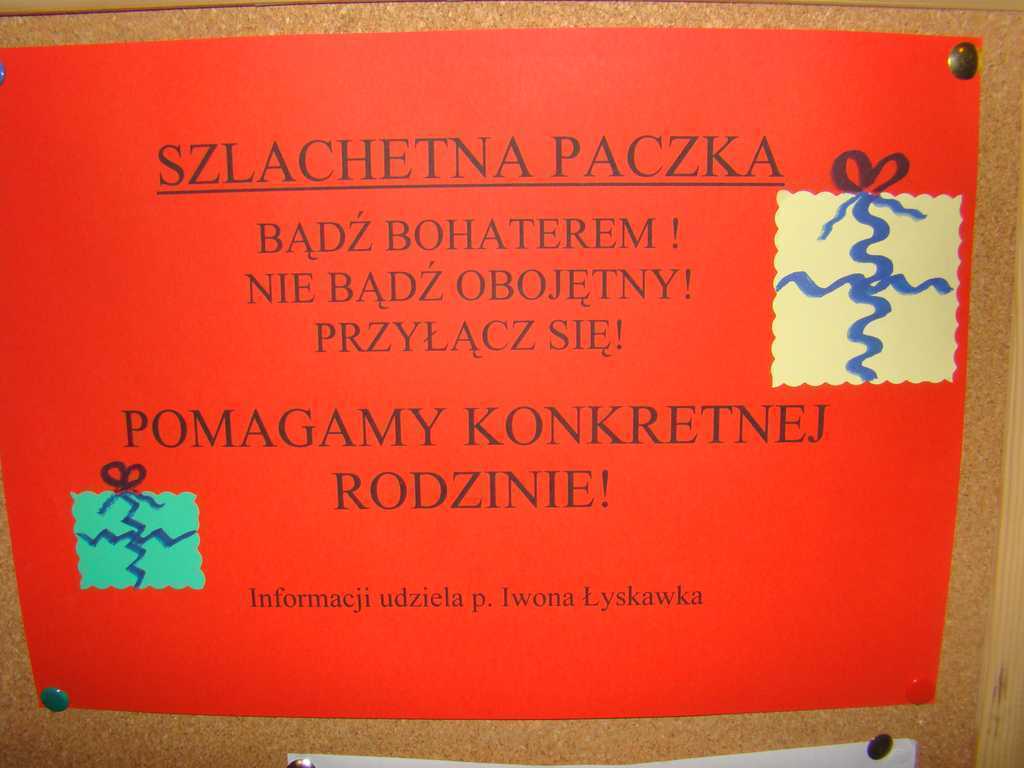 SZLACHETNA PACZKA
BĄDŹ BOHATEREM !
NIE BĄDŹ OBOJĘTNY!
PRZYŁĄCZ SIĘ!
POMAGAMY KONKRETNEJ
RODZINIE!
Informacji udziela p. Iwona Łyskawka